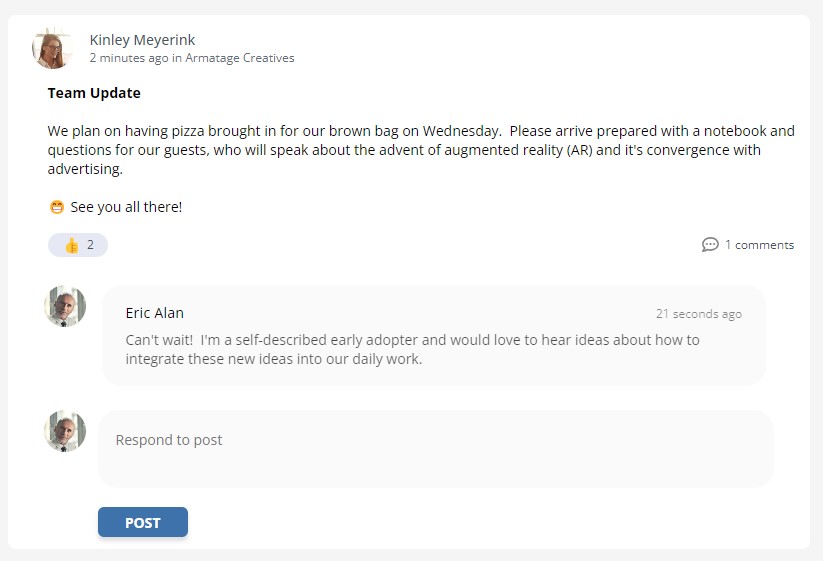 Kinley Meyerink
2 minutes ago in Armatage Creatives
Team Update
We plan on having pizza brought in for our brown bag on Wednesday.  Please arrive prepared with a notebook and
questions for our guests, who will speak about the advent of augmented reality (AR) and it's convergence with
advertising.
😁 See you all there!
👍 2
1 comments
Eric Alan
21 seconds ago
Can't wait!  I'm a self-described early adopter and would love to hear ideas about how to
integrate these new ideas into our daily work.
Respond to post
POST